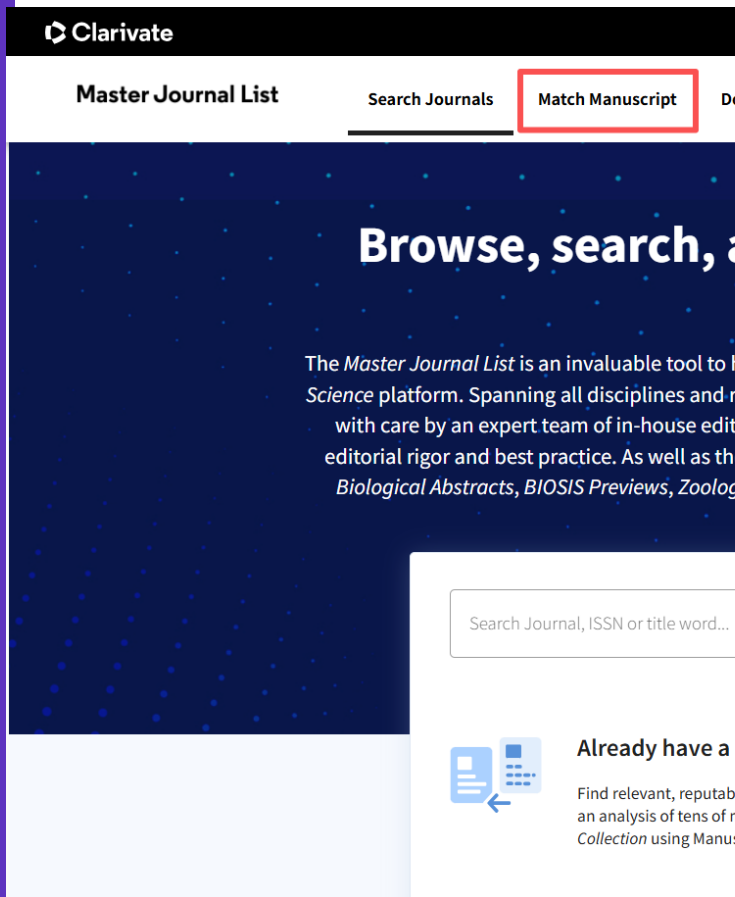 Clarivate
Master Journal List
Search Journals
Match Manuscript
Browse, search,
The Master Journal List is an invaluable tool to
Science platform. Spanning all disciplines and
with care by an expert team of in-house
editorial rigor and best practice. As well as
Biological Abstracts, BIOSIS Previews,
Search Journal, ISSN or title word...
Already have a
Find relevant,
an analysis of tens of
Collection using